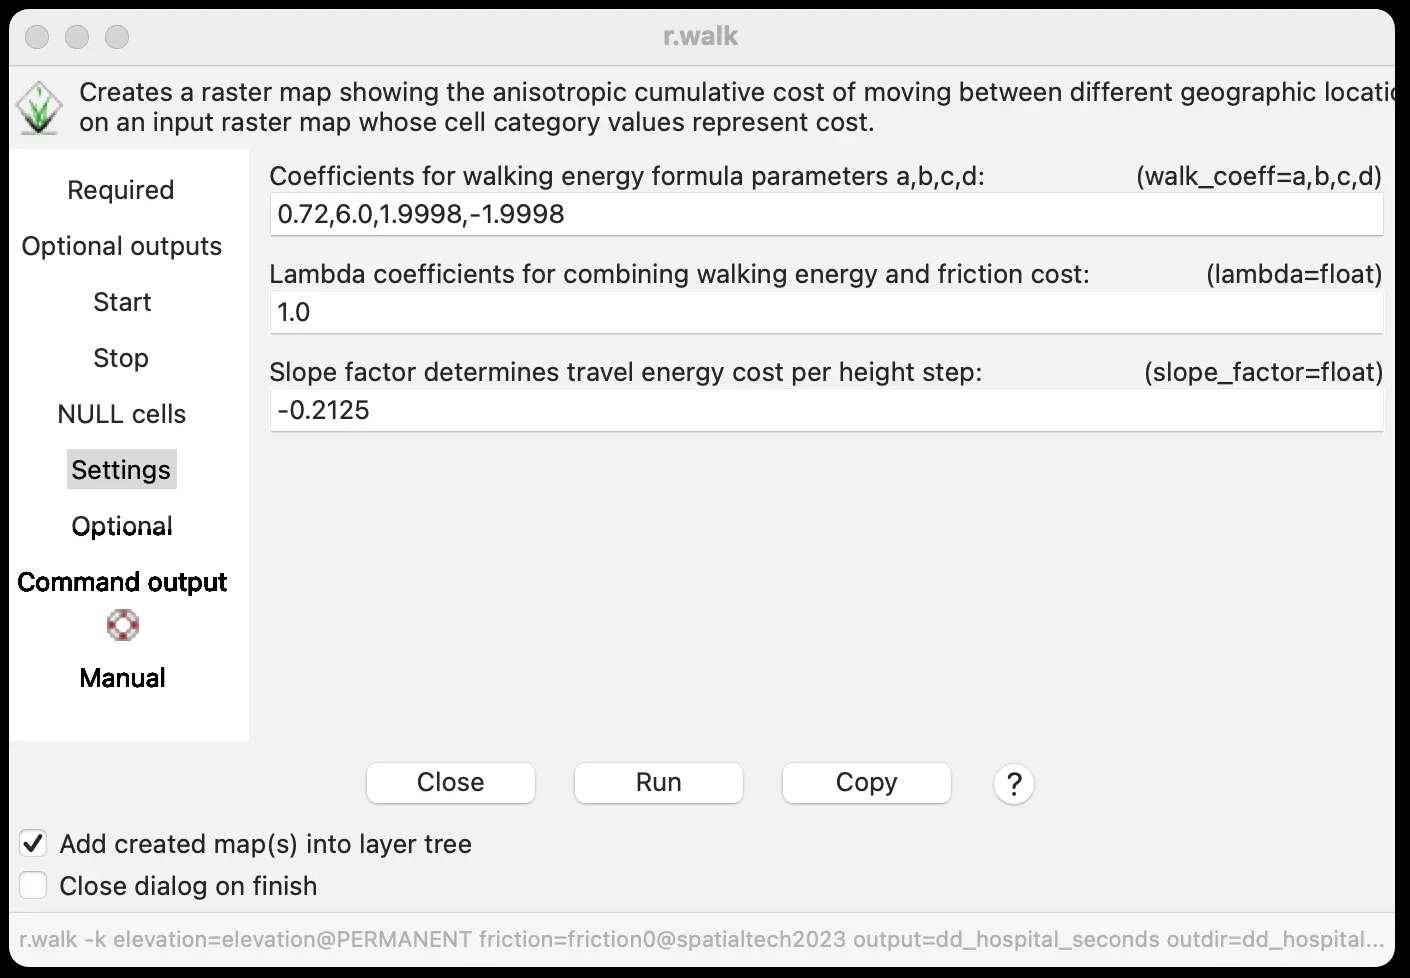 r.walk
Creates a raster map showing the anisotropic cumulative cost of moving between different geographic locatio
on an input raster map whose cell category values represent cost.
Required
Optional outputs
Start
Stop
NULL cells
Settings
Optional
Command output
Manual
Coefficients for walking energy formula parameters a,b,c,d: (walk_coeff=a,b,c,d)
0.72,6.0,1.9998,-1.9998
Lambda coefficients for combining walking energy and friction cost: (lambda=float)
1.0
Slope factor determines travel energy cost per height step: (slope_factor=float)
-0.2125
Close Run Copy ?
Add created map(s) into layer tree
Close dialog on finish
r.walk -k elevation=elevation@PERMANENT friction=friction0@spatialtech2023 output=dd_hospital_seconds outdir=dd_hospital...